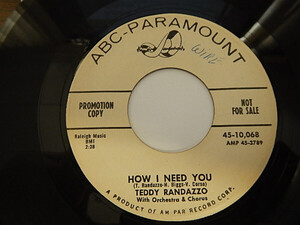 ABC-PARAMOUNT
PROMOTION
COPY
NOT
FOR SALE
Raleigh Music
BMI
2:20
45-10,068
AMP 45-3789
HOW I NEED YOU
(T. Randazzo-N. Biggs-V. Corso)
TEDDY RANDAZZO
With Orchestra & Chorus
A PRODUCT OF AM-PAR RECORD CORP.